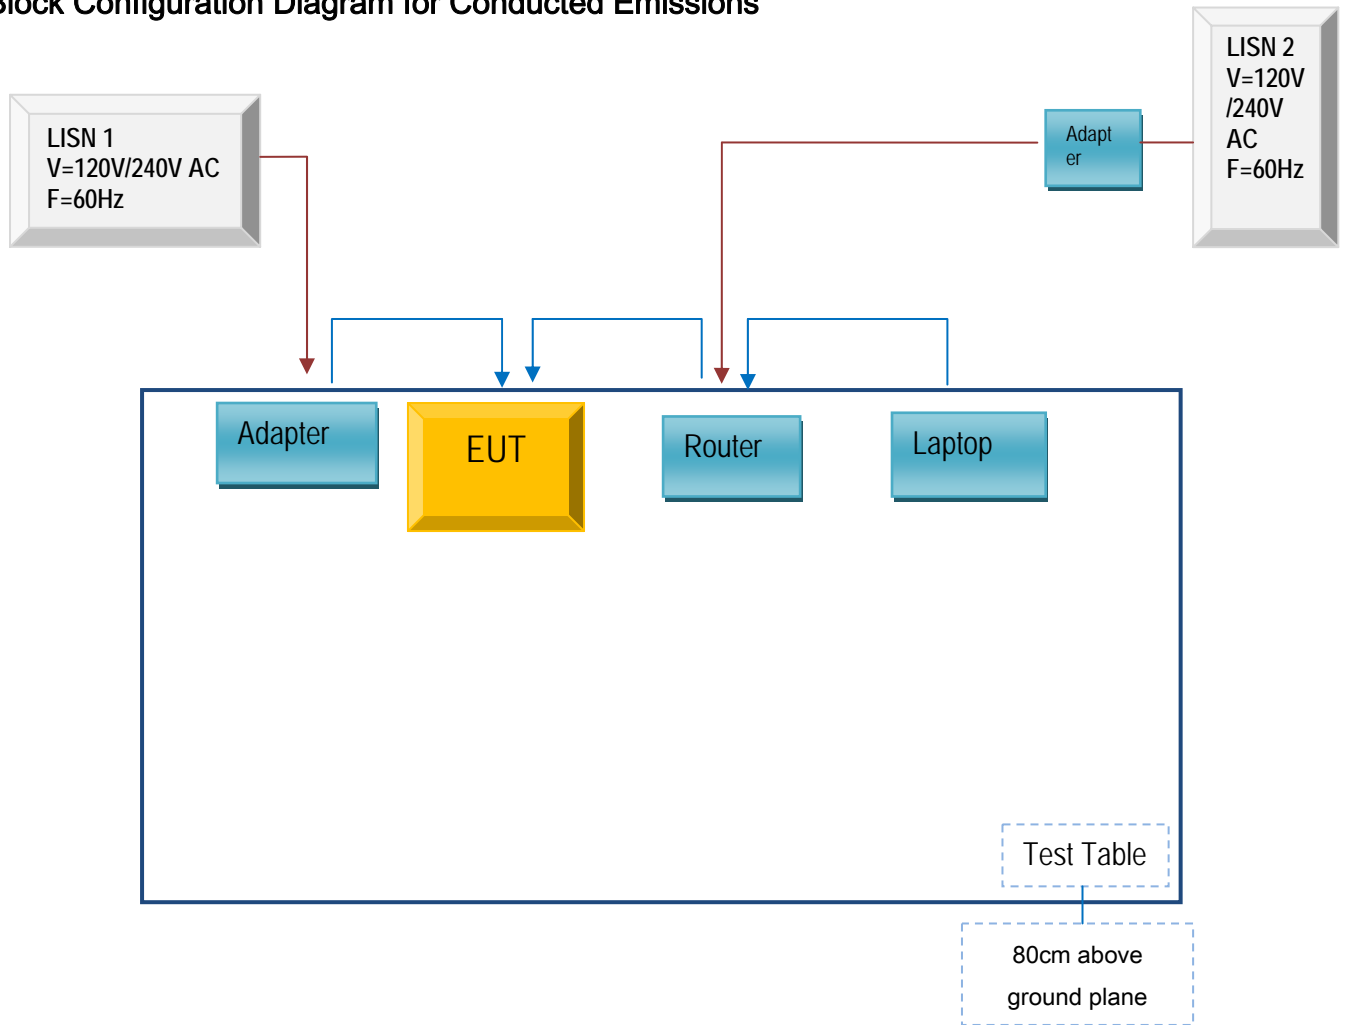 Block Configuration Diagram for Conducted Emissions
LISN 1
V=120V/240V AC
F=60Hz
Adapt
er
LISN 2
V=120V
/240V
AC
F=60Hz
Adapter
EUT
Router
Laptop
Test Table
80cm above
ground plane